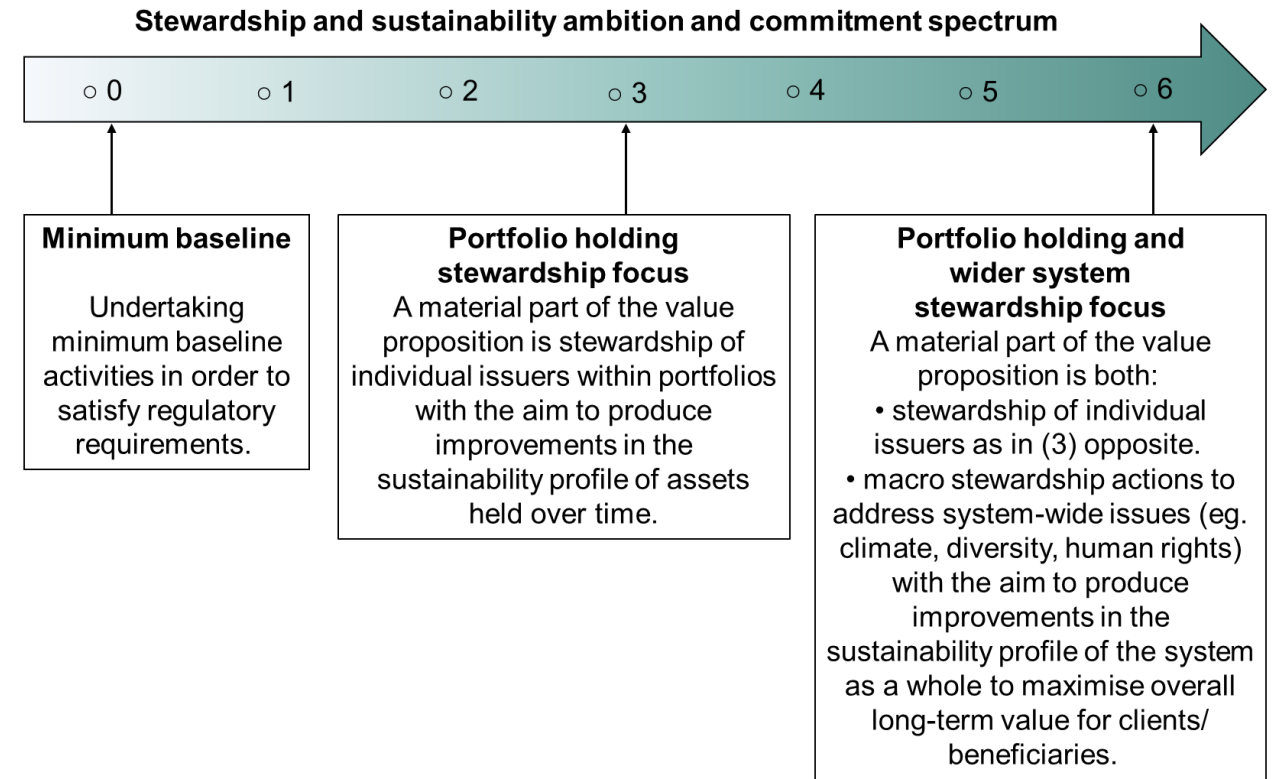 Stewardship and sustainability ambition and commitment spectrum
○ 0
○ 1
○ 2
○ 3
○ 4
○ 5
○ 6
Minimum baseline
Undertaking
minimum baseline
activities in order to
satisfy regulatory
requirements.
Portfolio holding
stewardship focus
A material part of the value
proposition is stewardship of
individual issuers within portfolios
with the aim to produce
improvements in the
sustainability profile of assets
held over time.
Portfolio holding and
wider system
stewardship focus
A material part of the value
proposition is both:
• stewardship of individual
issuers as in (3) opposite.
• macro stewardship actions to
address system-wide issues (eg.
climate, diversity, human rights)
with the aim to produce
improvements in the
sustainability profile of the system
as a whole to maximise overall
long-term value for clients/
beneficiaries.